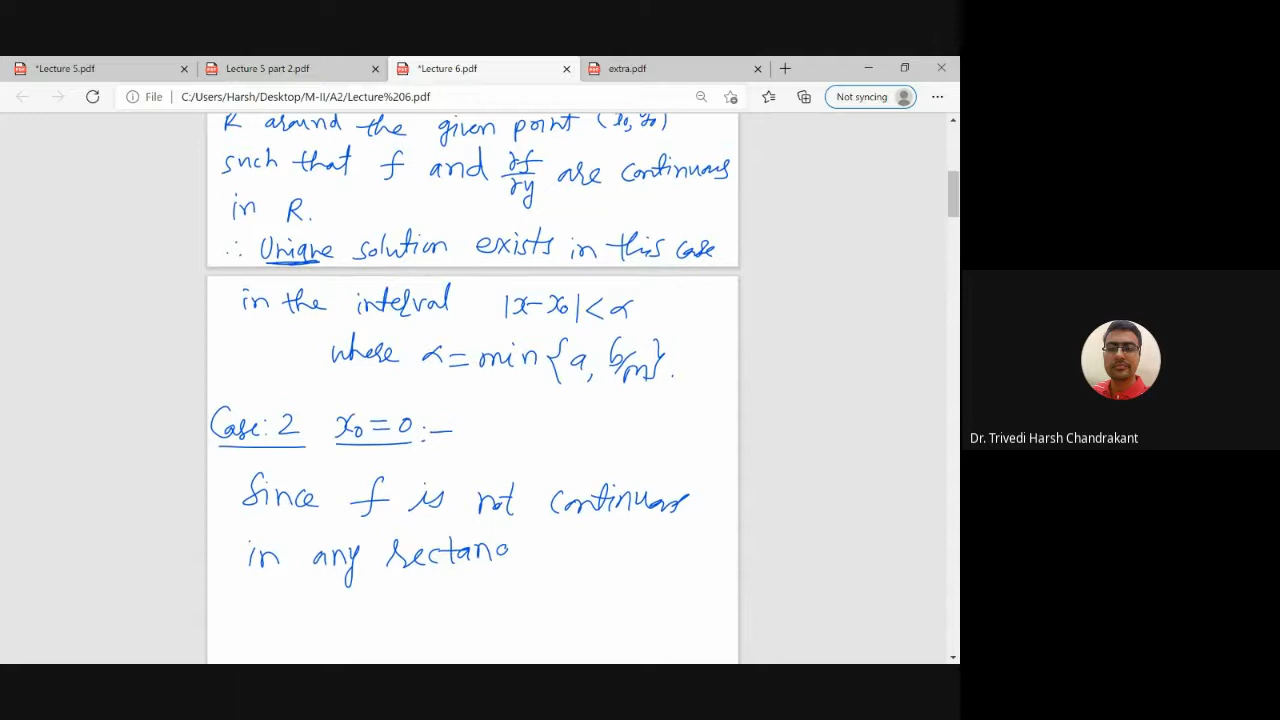 *Lecture 5.pdf
Lecture 5 part 2.pdf
*Lecture 6.pdf
extra.pdf
File
C:/Users/Harsh/Desktop/M-II/A2/Lecture%206.pdf
Not syncing
R around the given point (x₀, y₀)
such that f and ∂f/∂y are continuous
in R.
∴ Unique solution exists in this case
in the interval |x-x₀| < α
where α = min {a, b/m}.
Case: 2 x₀ = 0 :-
Since f is not continuous
in any rectang
Dr. Trivedi Harsh Chandrakant